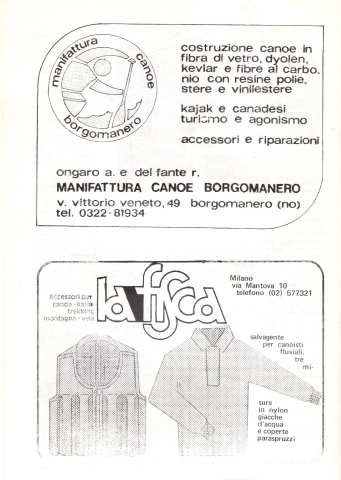 manifattura canoe
borgomanero
costruzione canoe in
fibra di vetro, dyolen,
kevlar e fibre al carbo.
nio con resine polie.
stere e vinilestere
kajak e canadesi
turismo e agonismo
accessori e riparazioni
ongaro a. e del fante r.
MANIFATTURA CANOE BORGOMANERO
v. vittorio veneto, 49 borgomanero (no)
tel. 0322-81934
Accessori per
canoa - kajak
trekking
montagna - vela
la fisca
Milano
via Mantova 10
telefono (02) 577321
salvagente
per canoisti
fluviali.
tre
mi-
sure
in nylon
giacche
d'acqua
e coperte
paraspruzzi